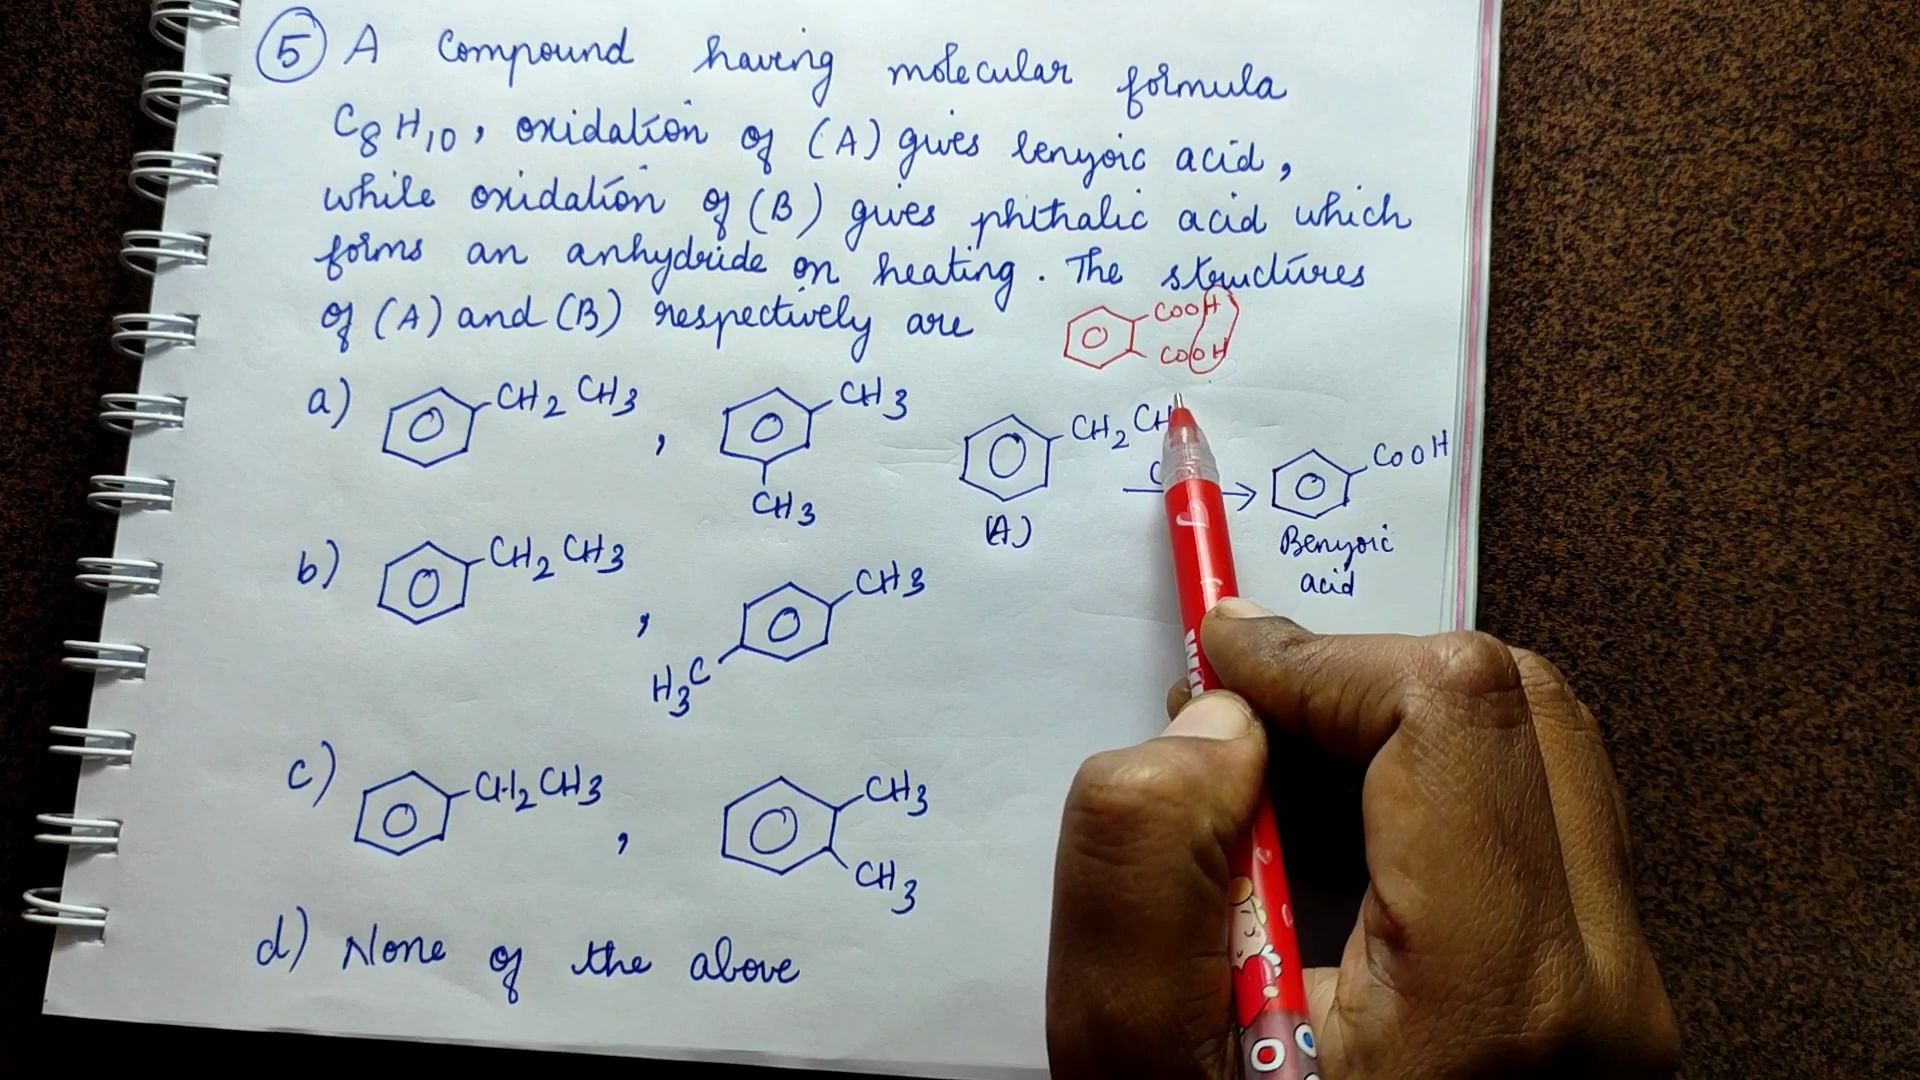 5 A compound having molecular formula
C8H10, oxidation of (A) gives benzoic acid,
while oxidation of (B) gives phthalic acid which
forms an anhydride on heating. The structures
of (A) and (B) respectively are
COOH
COOH
a) CH2CH3 , CH3
CH3
CH2CH
(A)
COOH
Benzoic
acid
b) CH2CH3 , CH3
H3C
c) CH2CH3 , CH3
CH3
d) None of the above